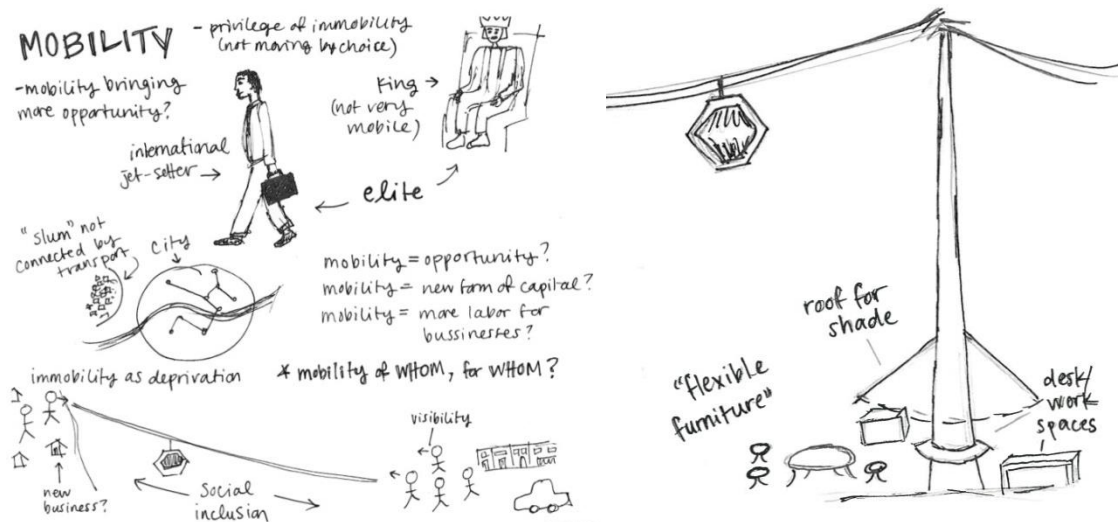 MOBILITY
- privilege of immobility
(not moving by choice)
- mobility bringing
more opportunity?
King
(not very
mobile)
international
jet-setter
elite
"slum" not
connected by
transport
city
mobility = opportunity?
mobility = new form of capital?
mobility = more labor for
bussinesses?
immobility as deprivation
* mobility of WHOM, for WHOM?
visibility
new
business?
social
inclusion
roof for
shade
"flexible
furniture"
desk/
work
spaces